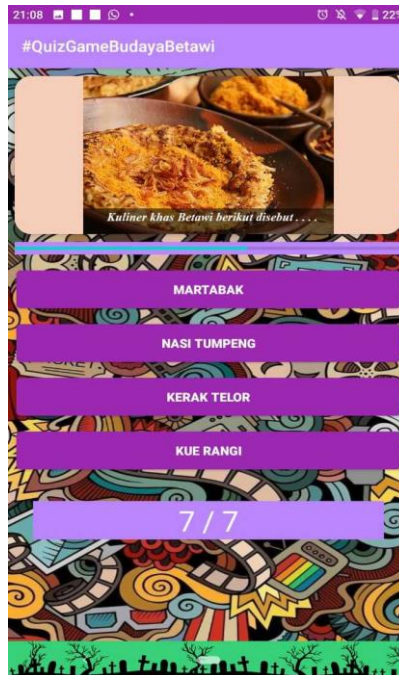 21:08 22%
#QuizGameBudayaBetawi
Kuliner khas Betawi berikut disebut . . . .
MARTABAK
NASI TUMPENG
KERAK TELOR
KUE RANGI
7 / 7